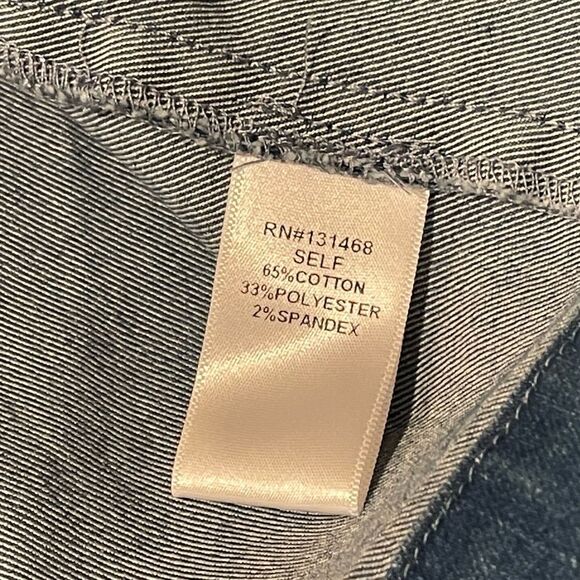 RN#131468
SELF
65%COTTON
33%POLYESTER
2%SPANDEX